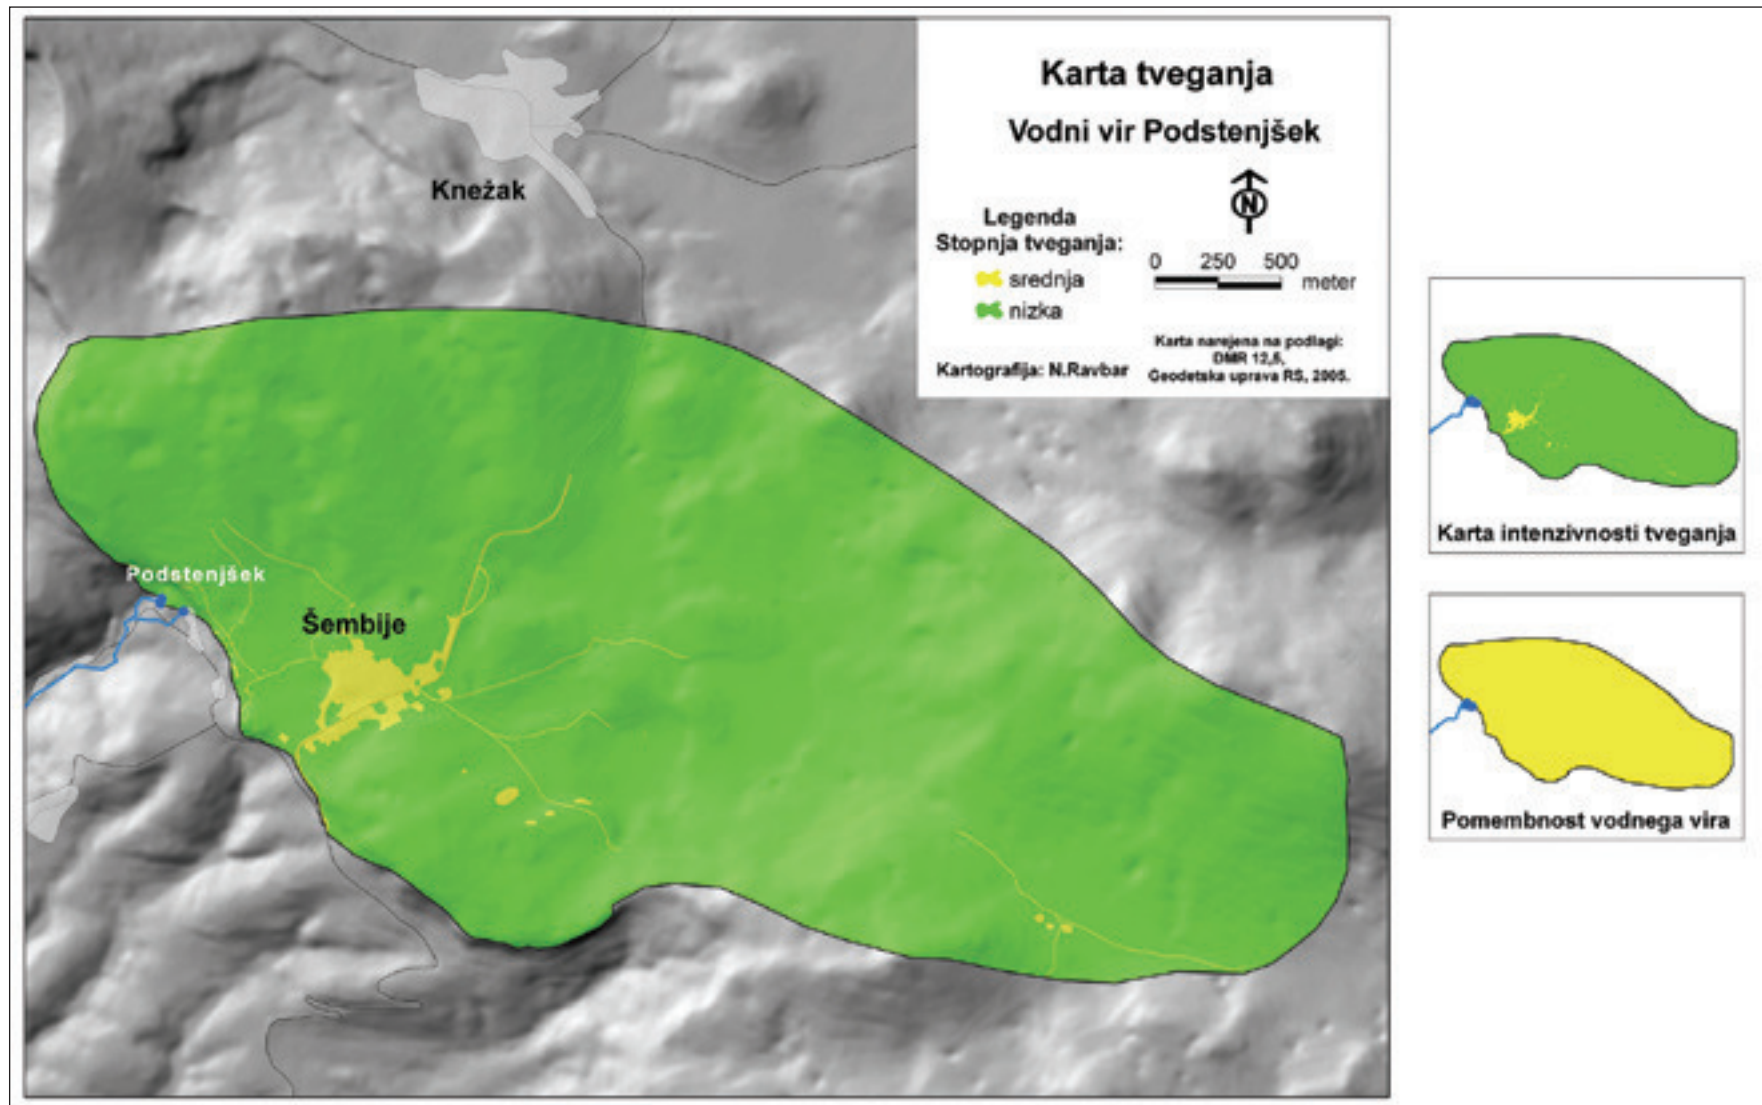 Karta tveganja
Vodni vir Podstenjšek
N
Legenda
Stopnja tveganja:
srednja
nizka
0 250 500
meter
Kartografija: N.Ravbar
Karta narejena na podlagi:
DMR 12,5,
Geodetska uprava RS, 2005.
Knežak
Podstenjšek
Šembije
Karta intenzivnosti tveganja
Pomembnost vodnega vira